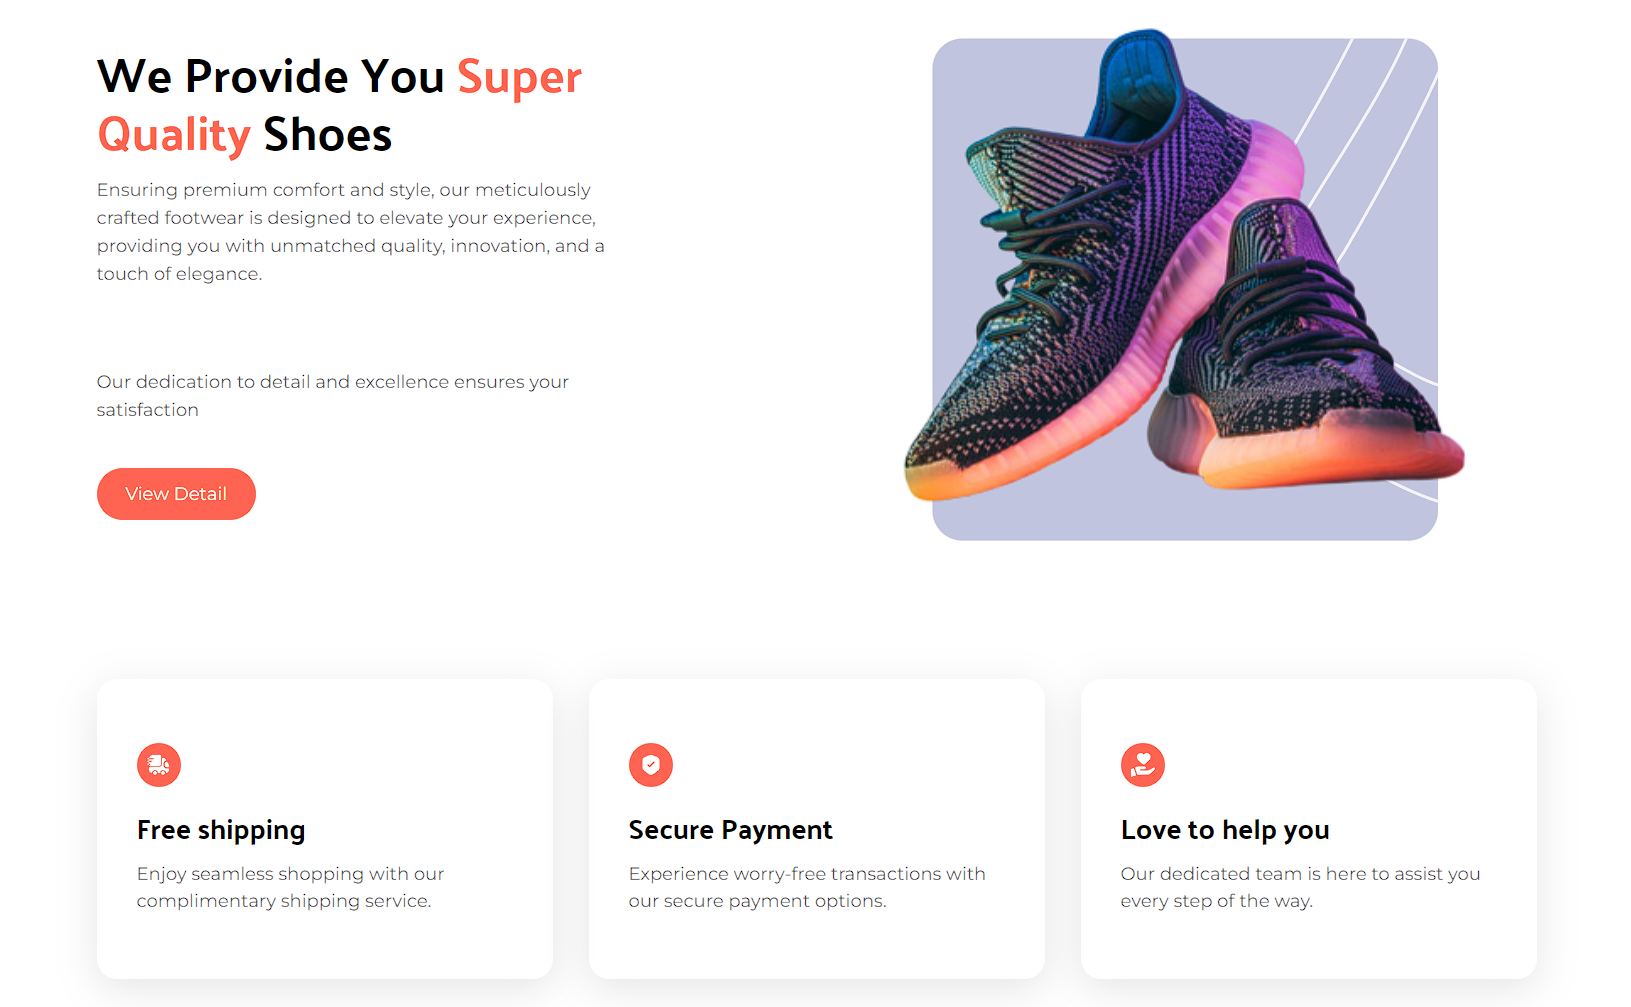 We Provide You Super
Quality Shoes
Ensuring premium comfort and style, our meticulously
crafted footwear is designed to elevate your experience,
providing you with unmatched quality, innovation, and a
touch of elegance.
Our dedication to detail and excellence ensures your
satisfaction
View Detail
Free shipping
Enjoy seamless shopping with our
complimentary shipping service.
Secure Payment
Experience worry-free transactions with
our secure payment options.
Love to help you
Our dedicated team is here to assist you
every step of the way.